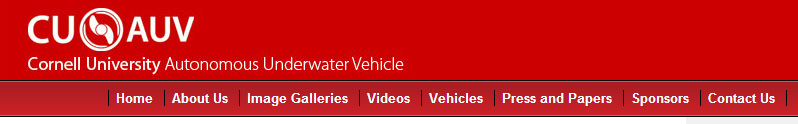 CU AUV
Cornell University Autonomous Underwater Vehicle
Home About Us Image Galleries Videos Vehicles Press and Papers Sponsors Contact Us